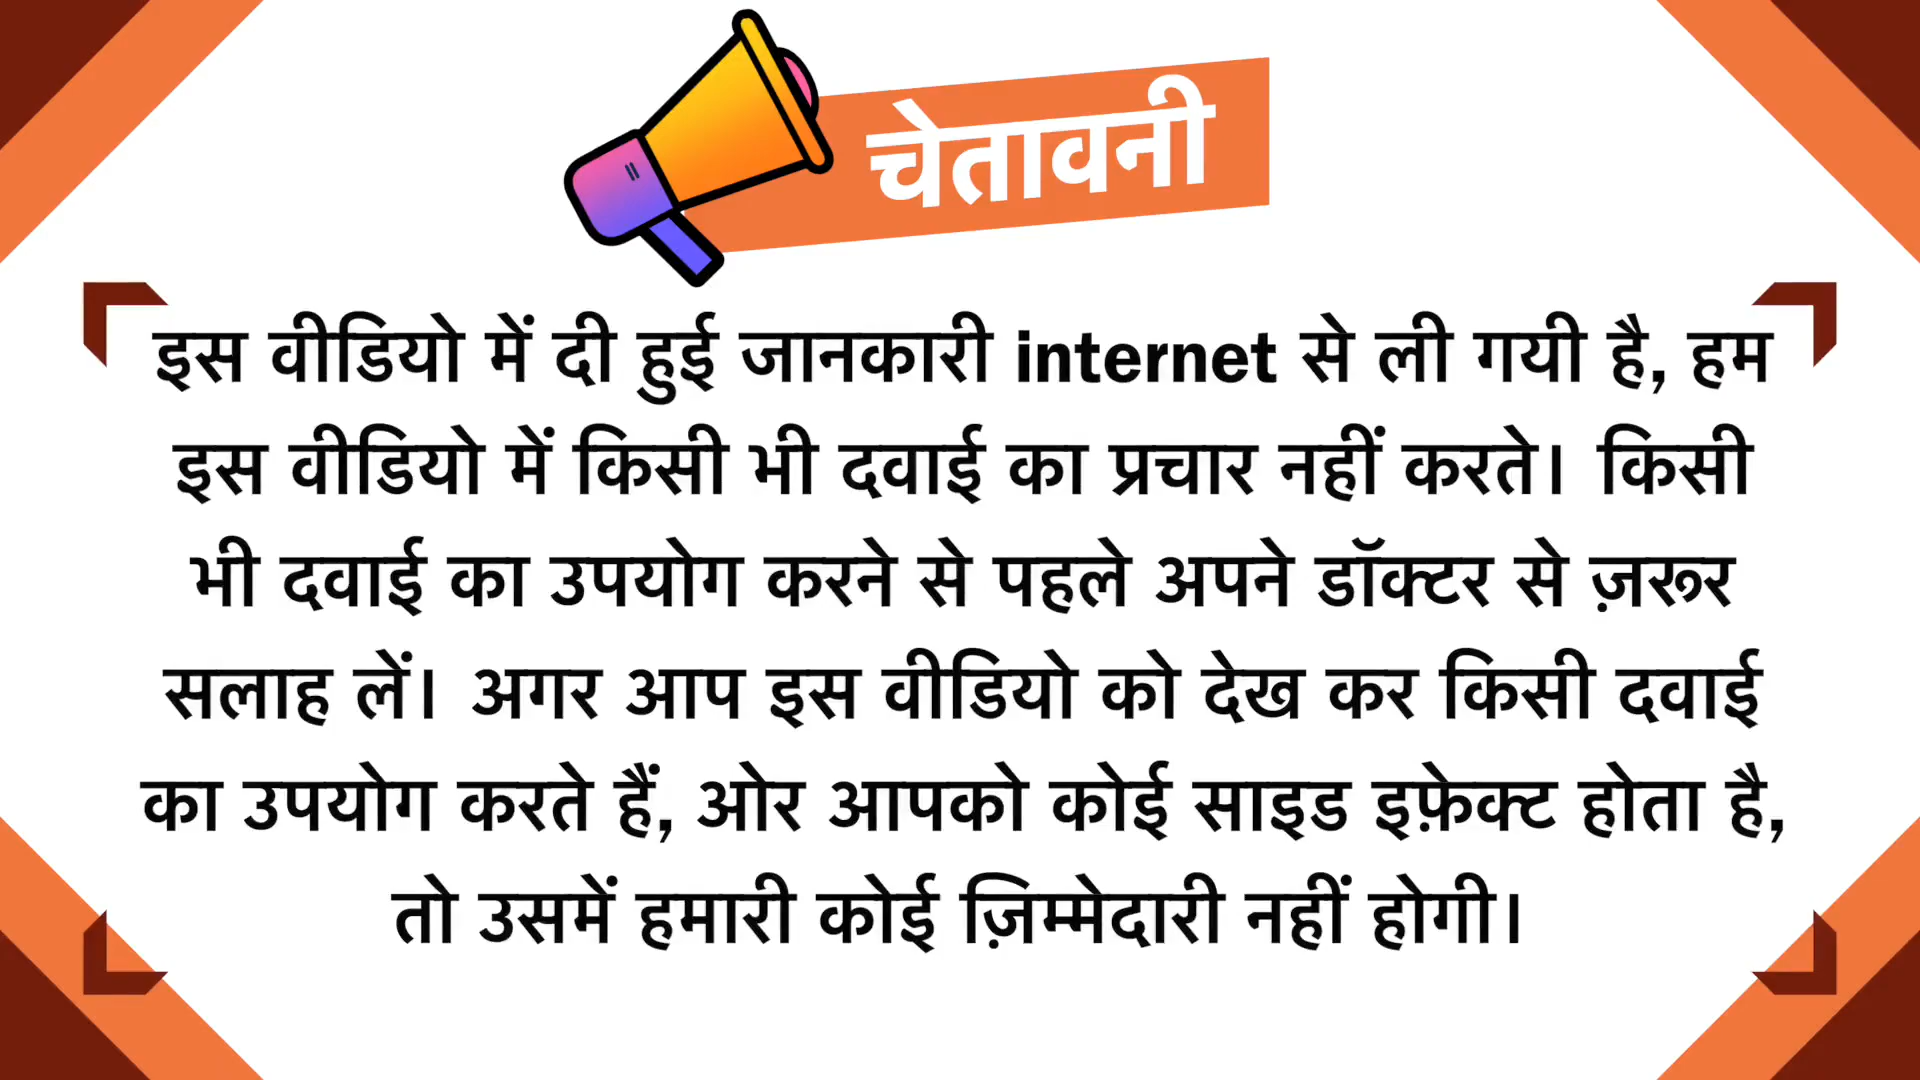 चेतावनी
इस वीडियो में दी हुई जानकारी internet से ली गयी है, हम
इस वीडियो में किसी भी दवाई का प्रचार नहीं करते। किसी
भी दवाई का उपयोग करने से पहले अपने डॉक्टर से ज़रूर
सलाह लें। अगर आप इस वीडियो को देख कर किसी दवाई
का उपयोग करते हैं, ओर आपको कोई साइड इफ़ेक्ट होता है,
तो उसमें हमारी कोई ज़िम्मेदारी नहीं होगी।